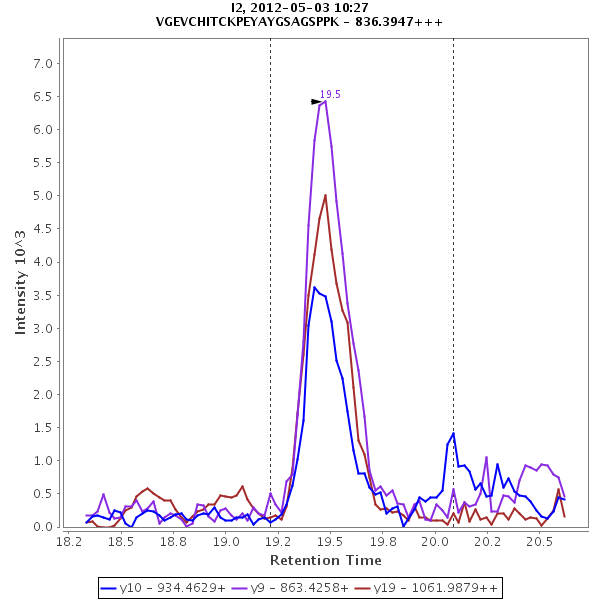 I2, 2012-05-03 10:27
VGEVCHITCKPEYAYGSAGSPPK - 836.3947+++
7.0
6.5
6.0
5.5
5.0
4.5
4.0
3.5
3.0
2.5
2.0
1.5
1.0
0.5
0.0
Intensity 10^3
19.5
18.2 18.5 18.8 19.0 19.2 19.5 19.8 20.0 20.2 20.5
Retention Time
y10 - 934.4629+ y9 - 863.4258+ y19 - 1061.9879++